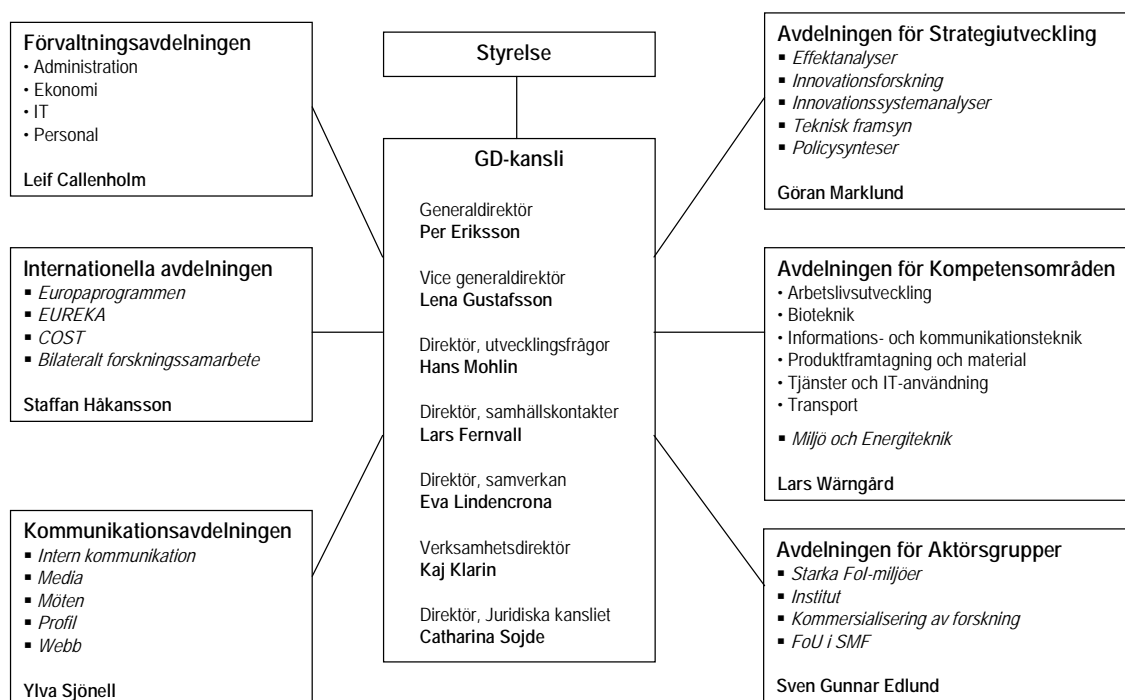 Förvaltningsavdelningen
• Administration
• Ekonomi
• IT
• Personal
Leif Callenholm
Internationella avdelningen
▪ Europaprogrammen
▪ EUREKA
▪ COST
▪ Bilateralt forskningssamarbete
Staffan Håkansson
Kommunikationsavdelningen
▪ Intern kommunikation
▪ Media
▪ Möten
▪ Profil
▪ Webb
Ylva Sjönell
Styrelse
GD-kansli
Generaldirektör
Per Eriksson
Vice generaldirektör
Lena Gustafsson
Direktör, utvecklingsfrågor
Hans Mohlin
Direktör, samhällskontakter
Lars Fernvall
Direktör, samverkan
Eva Lindencrona
Verksamhetsdirektör
Kaj Klarin
Direktör, Juridiska kansliet
Catharina Sojde
Avdelningen för Strategiutveckling
▪ Effektanalyser
▪ Innovationsforskning
▪ Innovationssystemanalyser
▪ Teknisk framsyn
▪ Policysynteser
Göran Marklund
Avdelningen för Kompetensområden
• Arbetslivsutveckling
• Bioteknik
• Informations- och kommunikationsteknik
• Produktframtagning och material
• Tjänster och IT-användning
• Transport
▪ Miljö och Energiteknik
Lars Wärngård
Avdelningen för Aktörsgrupper
▪ Starka FoI-miljöer
▪ Institut
▪ Kommersialisering av forskning
▪ FoU i SMF
Sven Gunnar Edlund